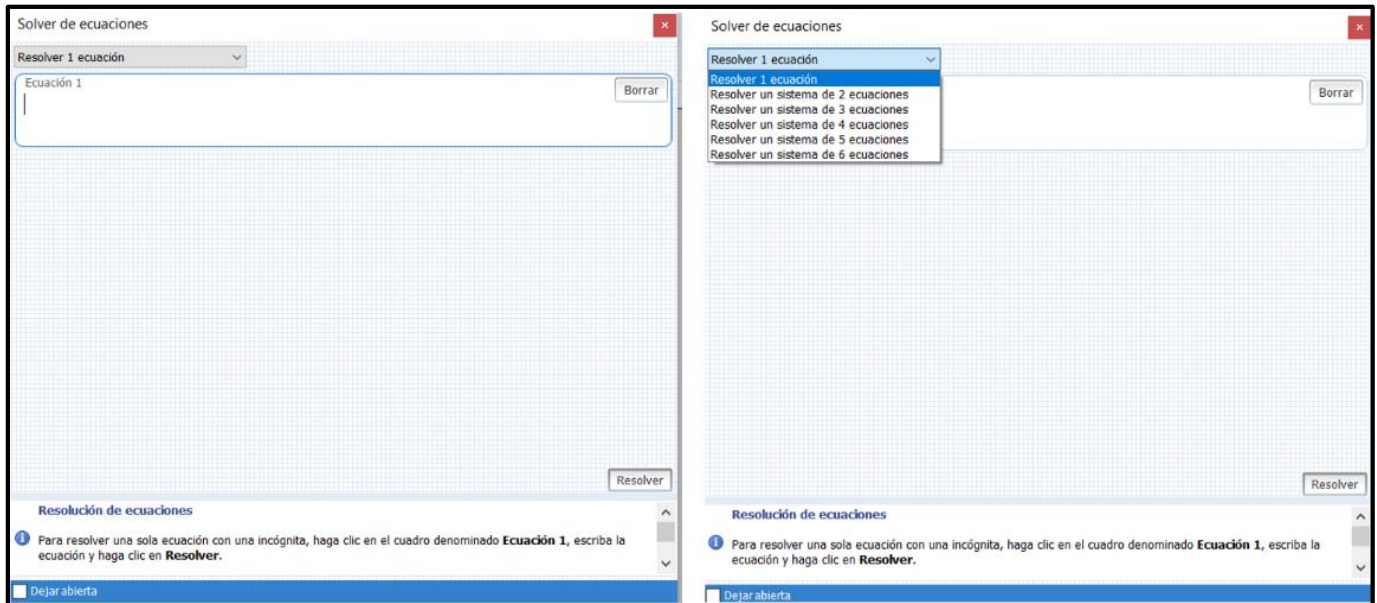 Solver de ecuaciones
Resolver 1 ecuación
Ecuación 1
Borrar
Resolver
Resolución de ecuaciones
Para resolver una sola ecuación con una incógnita, haga clic en el cuadro denominado Ecuación 1, escriba la
ecuación y haga clic en Resolver.
Dejar abierta
Solver de ecuaciones
Resolver 1 ecuación
Resolver 1 ecuación
Resolver un sistema de 2 ecuaciones
Resolver un sistema de 3 ecuaciones
Resolver un sistema de 4 ecuaciones
Resolver un sistema de 5 ecuaciones
Resolver un sistema de 6 ecuaciones
Borrar
Resolver
Resolución de ecuaciones
Para resolver una sola ecuación con una incógnita, haga clic en el cuadro denominado Ecuación 1, escriba la
ecuación y haga clic en Resolver.
Dejar abierta